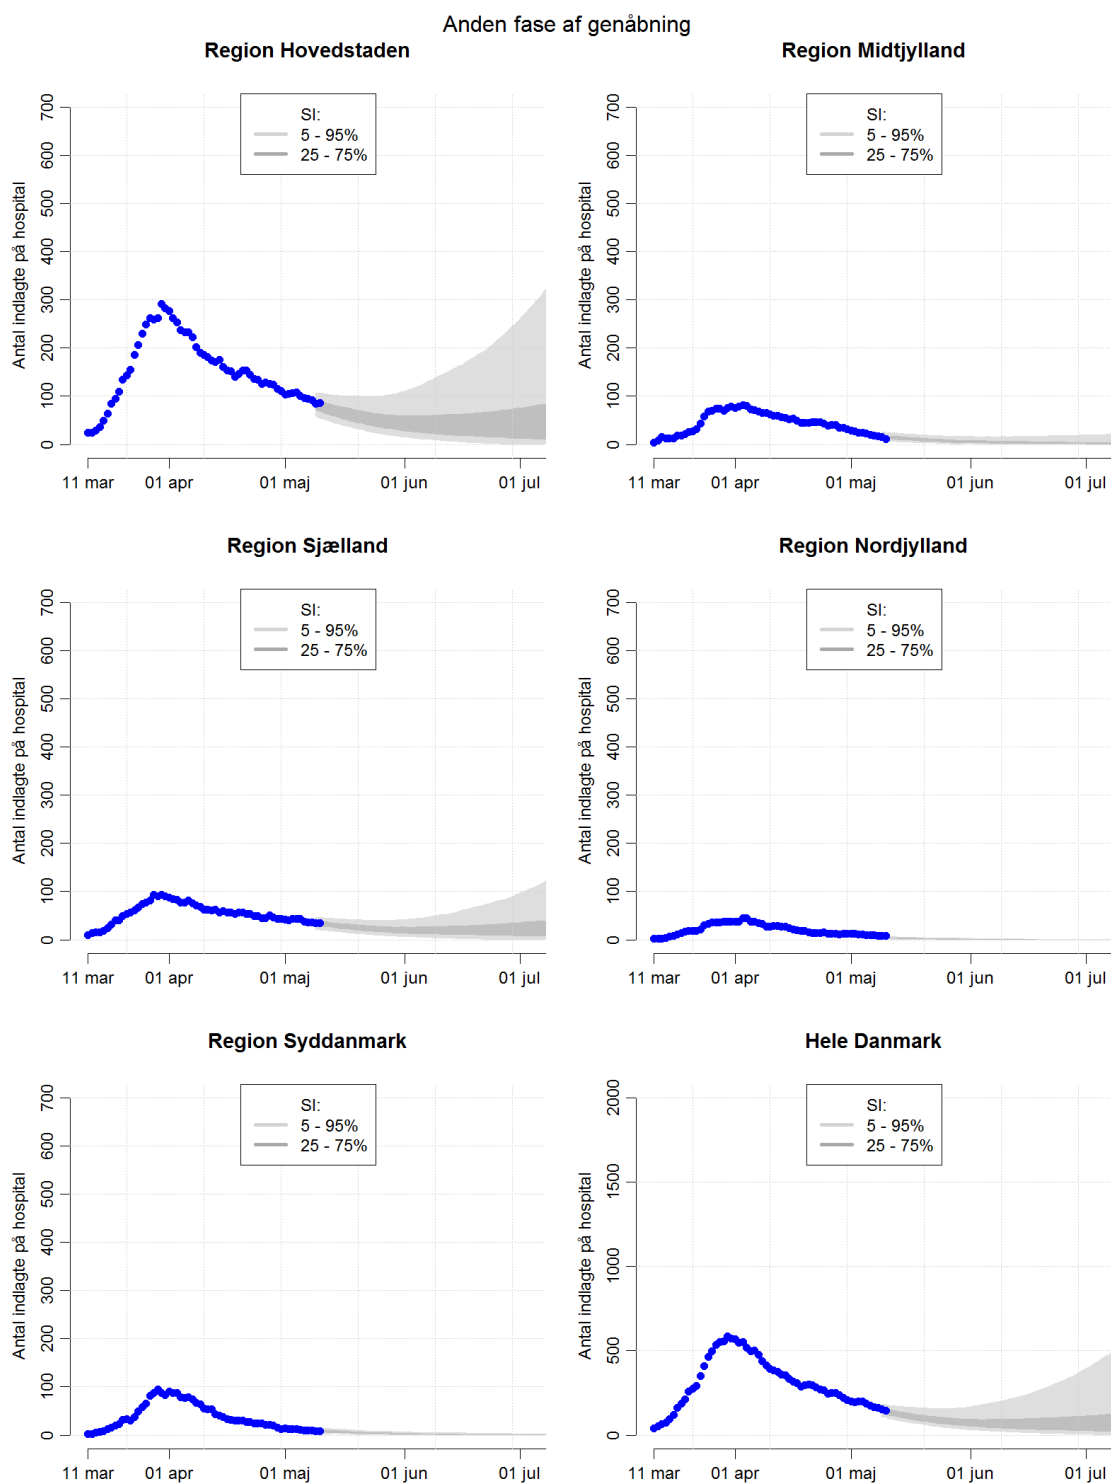 Anden fase af genåbning
Region Hovedstaden
SI:
5 - 95%
25 - 75%
Antal indlagte på hospital
700
600
500
400
300
200
100
0
11 mar
01 apr
01 maj
01 jun
01 jul
Region Midtjylland
SI:
5 - 95%
25 - 75%
Antal indlagte på hospital
700
600
500
400
300
200
100
0
11 mar
01 apr
01 maj
01 jun
01 jul
Region Sjælland
SI:
5 - 95%
25 - 75%
Antal indlagte på hospital
700
600
500
400
300
200
100
0
11 mar
01 apr
01 maj
01 jun
01 jul
Region Nordjylland
SI:
5 - 95%
25 - 75%
Antal indlagte på hospital
700
600
500
400
300
200
100
0
11 mar
01 apr
01 maj
01 jun
01 jul
Region Syddanmark
SI:
5 - 95%
25 - 75%
Antal indlagte på hospital
700
600
500
400
300
200
100
0
11 mar
01 apr
01 maj
01 jun
01 jul
Hele Danmark
SI:
5 - 95%
25 - 75%
Antal indlagte på hospital
2000
1500
1000
500
0
11 mar
01 apr
01 maj
01 jun
01 jul